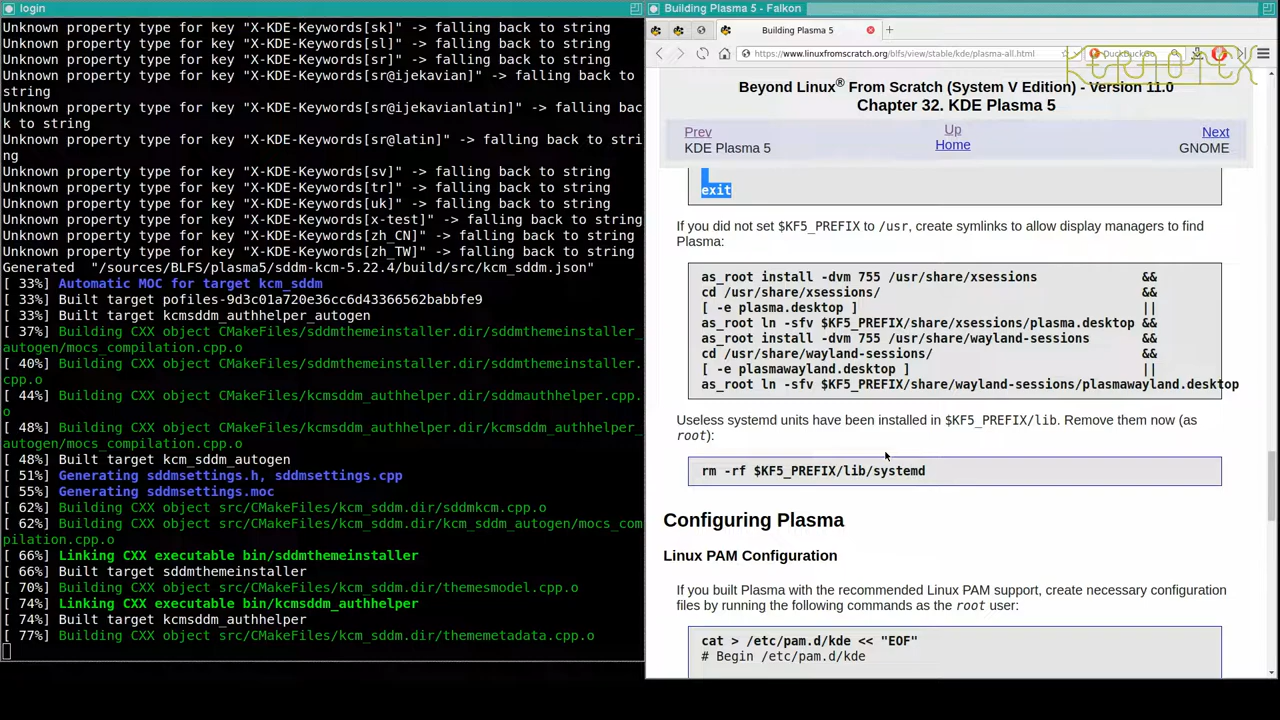 login
Unknown property type for key "X-KDE-Keywords[sk]" -> falling back to string
Unknown property type for key "X-KDE-Keywords[sl]" -> falling back to string
Unknown property type for key "X-KDE-Keywords[sr]" -> falling back to string
Unknown property type for key "X-KDE-Keywords[sr@ijekavian]" -> falling back to
string
Unknown property type for key "X-KDE-Keywords[sr@ijekavianlatin]" -> falling bac
k to string
Unknown property type for key "X-KDE-Keywords[sr@latin]" -> falling back to stri
ng
Unknown property type for key "X-KDE-Keywords[sv]" -> falling back to string
Unknown property type for key "X-KDE-Keywords[tr]" -> falling back to string
Unknown property type for key "X-KDE-Keywords[uk]" -> falling back to string
Unknown property type for key "X-KDE-Keywords[x-test]" -> falling back to string
Unknown property type for key "X-KDE-Keywords[zh_CN]" -> falling back to string
Unknown property type for key "X-KDE-Keywords[zh_TW]" -> falling back to string
Generated  "/sources/BLFS/plasma5/sddm-kcm-5.22.4/build/src/kcm_sddm.json"
[ 33%] Automatic MOC for target kcm_sddm
[ 33%] Built target pofiles-9d3c01a720e36cc6d43366562babbfe9
[ 33%] Built target kcmsddm_authhelper_autogen
[ 37%] Building CXX object CMakeFiles/sddmthemeinstaller.dir/sddmthemeinstaller_
autogen/mocs_compilation.cpp.o
[ 40%] Building CXX object CMakeFiles/sddmthemeinstaller.dir/sddmthemeinstaller.
cpp.o
[ 44%] Building CXX object CMakeFiles/kcmsddm_authhelper.dir/sddmauthhelper.cpp.
o
[ 48%] Building CXX object CMakeFiles/kcmsddm_authhelper.dir/kcmsddm_authhelper_
autogen/mocs_compilation.cpp.o
[ 48%] Built target kcm_sddm_autogen
[ 51%] Generating sddmsettings.h, sddmsettings.cpp
[ 55%] Generating sddmsettings.moc
[ 62%] Building CXX object src/CMakeFiles/kcm_sddm.dir/sddmkcm.cpp.o
[ 62%] Building CXX object src/CMakeFiles/kcm_sddm.dir/kcm_sddm_autogen/mocs_com
pilation.cpp.o
[ 66%] Linking CXX executable bin/sddmthemeinstaller
[ 66%] Built target sddmthemeinstaller
[ 70%] Building CXX object src/CMakeFiles/kcm_sddm.dir/themesmodel.cpp.o
[ 74%] Linking CXX executable bin/kcmsddm_authhelper
[ 74%] Built target kcmsddm_authhelper
[ 77%] Building CXX object src/CMakeFiles/kcm_sddm.dir/thememetadata.cpp.o
Building Plasma 5 - Falkon
Building Plasma 5
https://www.linuxfromscratch.org/blfs/view/stable/kde/plasma-all.html
Beyond Linux® From Scratch (System V Edition) - Version 11.0
Chapter 32. KDE Plasma 5
Prev Up Next
KDE Plasma 5 Home GNOME
exit
If you did not set $KF5_PREFIX to /usr, create symlinks to allow display managers to find
Plasma:
as_root install -dvm 755 /usr/share/xsessions &&
cd /usr/share/xsessions/ &&
[ -e plasma.desktop ] ||
as_root ln -sfv $KF5_PREFIX/share/xsessions/plasma.desktop &&
as_root install -dvm 755 /usr/share/wayland-sessions &&
cd /usr/share/wayland-sessions/ &&
[ -e plasmawayland.desktop ] ||
as_root ln -sfv $KF5_PREFIX/share/wayland-sessions/plasmawayland.desktop
Useless systemd units have been installed in $KF5_PREFIX/lib. Remove them now (as
root):
rm -rf $KF5_PREFIX/lib/systemd
Configuring Plasma
Linux PAM Configuration
If you built Plasma with the recommended Linux PAM support, create necessary configuration
files by running the following commands as the root user:
cat > /etc/pam.d/kde << "EOF"
# Begin /etc/pam.d/kde